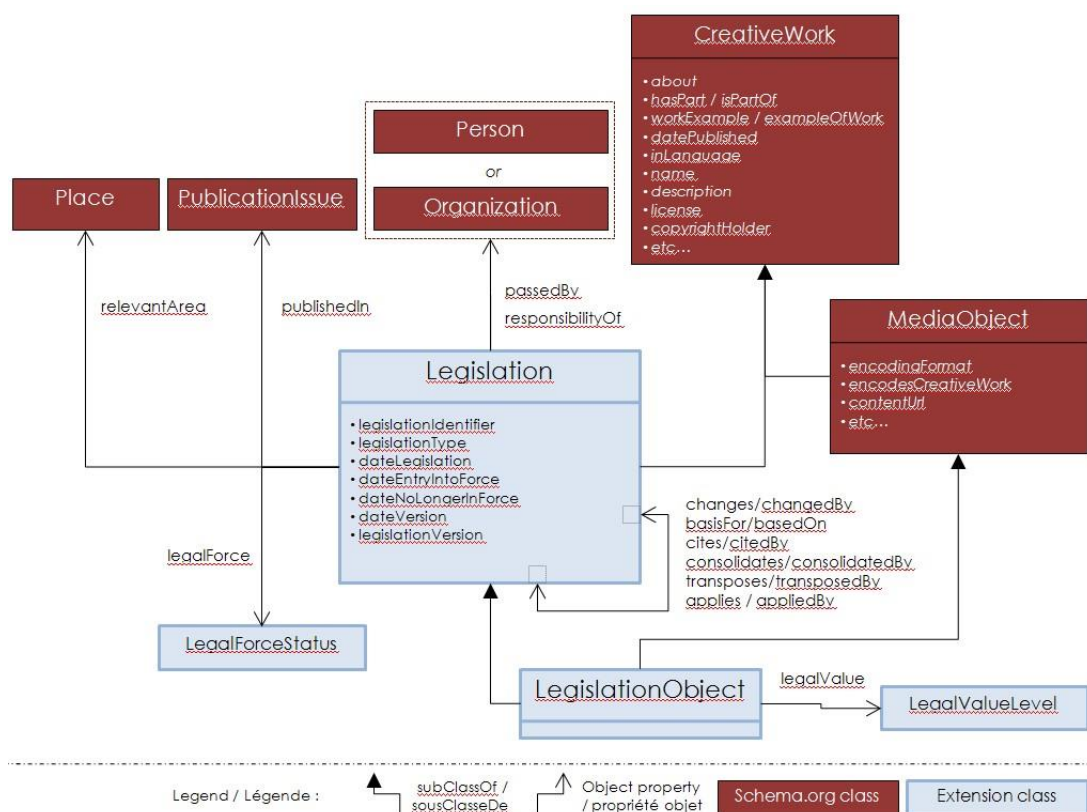 CreativeWork
• about
• hasPart / isPartOf
• workExample / exampleOfWork
• datePublished
• inLanguage
• name
• description
• license
• copyrightHolder
• etc...
Person
or
Organization
Place
PublicationIssue
relevantArea
publishedIn
passedBy
responsibilityOf
MediaObject
• encodingFormat
• encodesCreativeWork
• contentUrl
• etc...
Legislation
• legislationIdentifier
• legislationType
• dateLegislation
• dateEntryIntoForce
• dateNoLongerInForce
• dateVersion
• legislationVersion
changes/changedBy
basisFor/basedOn
cites/citedBy
consolidates/consolidatedBy
transposes/transposedBy
applies / appliedBy
legalForce
LegalForceStatus
LegislationObject
legalValue
LegalValueLevel
Legend / Légende :
subClassOf /
sousClasseDe
Object property
/ propriété objet
Schema.org class
Extension class